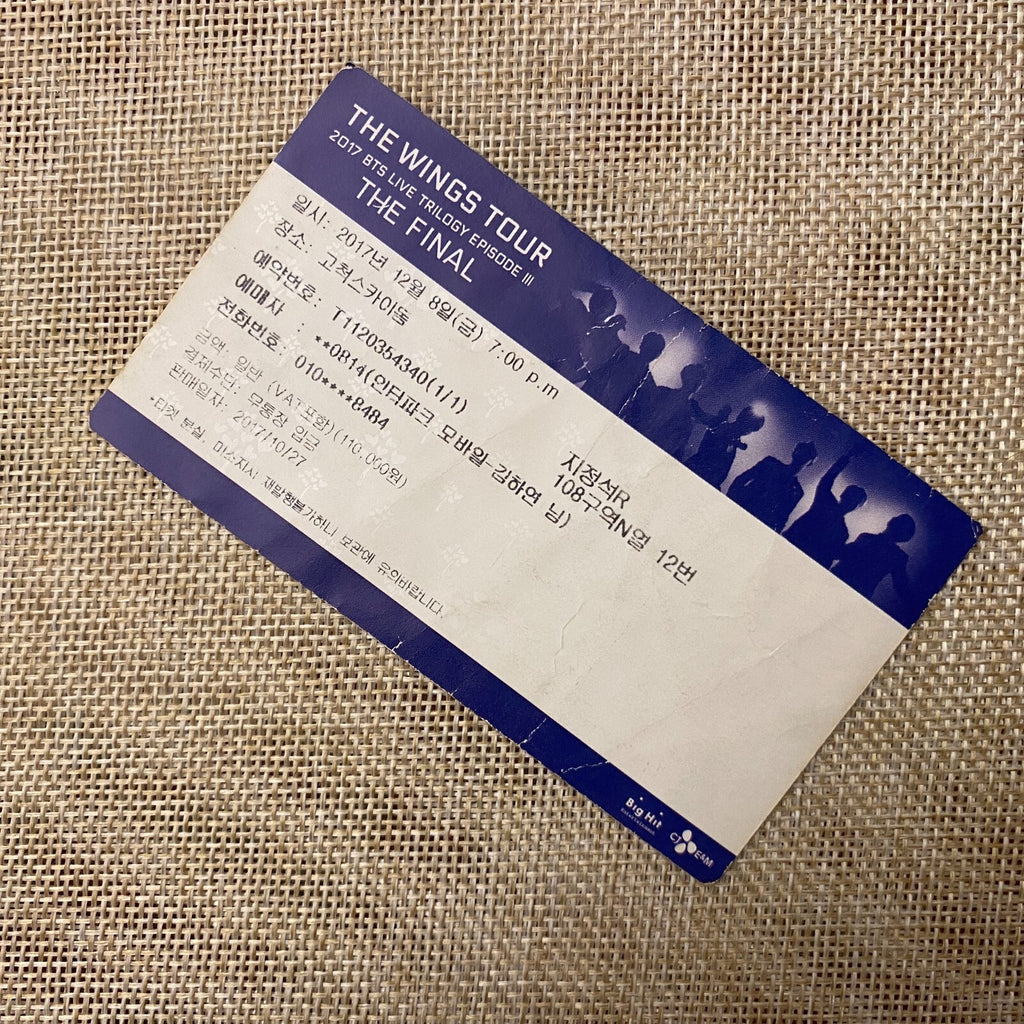 THE WINGS TOUR
2017 BTS LIVE TRILOGY EPISODE III
THE FINAL
일시: 2017년 12월 8일(금) 7:00 p.m
장소: 고척스카이돔
예약번호: T1120354340(1/1)
예매자 : **0814(인터파크 모바일-김하연 님)
전화번호: 010****8484
지정석R
108구역N열 12번
금액: 일반 (VAT포함)(110,000원)
결제수단: 무통장 입금
판매일자: 2017/10/27
*티켓 분실, 미소지시 재발행불가하니 보관에 유의바랍니다.
Big Hit
ENTERTAINMENT
CJ E&M